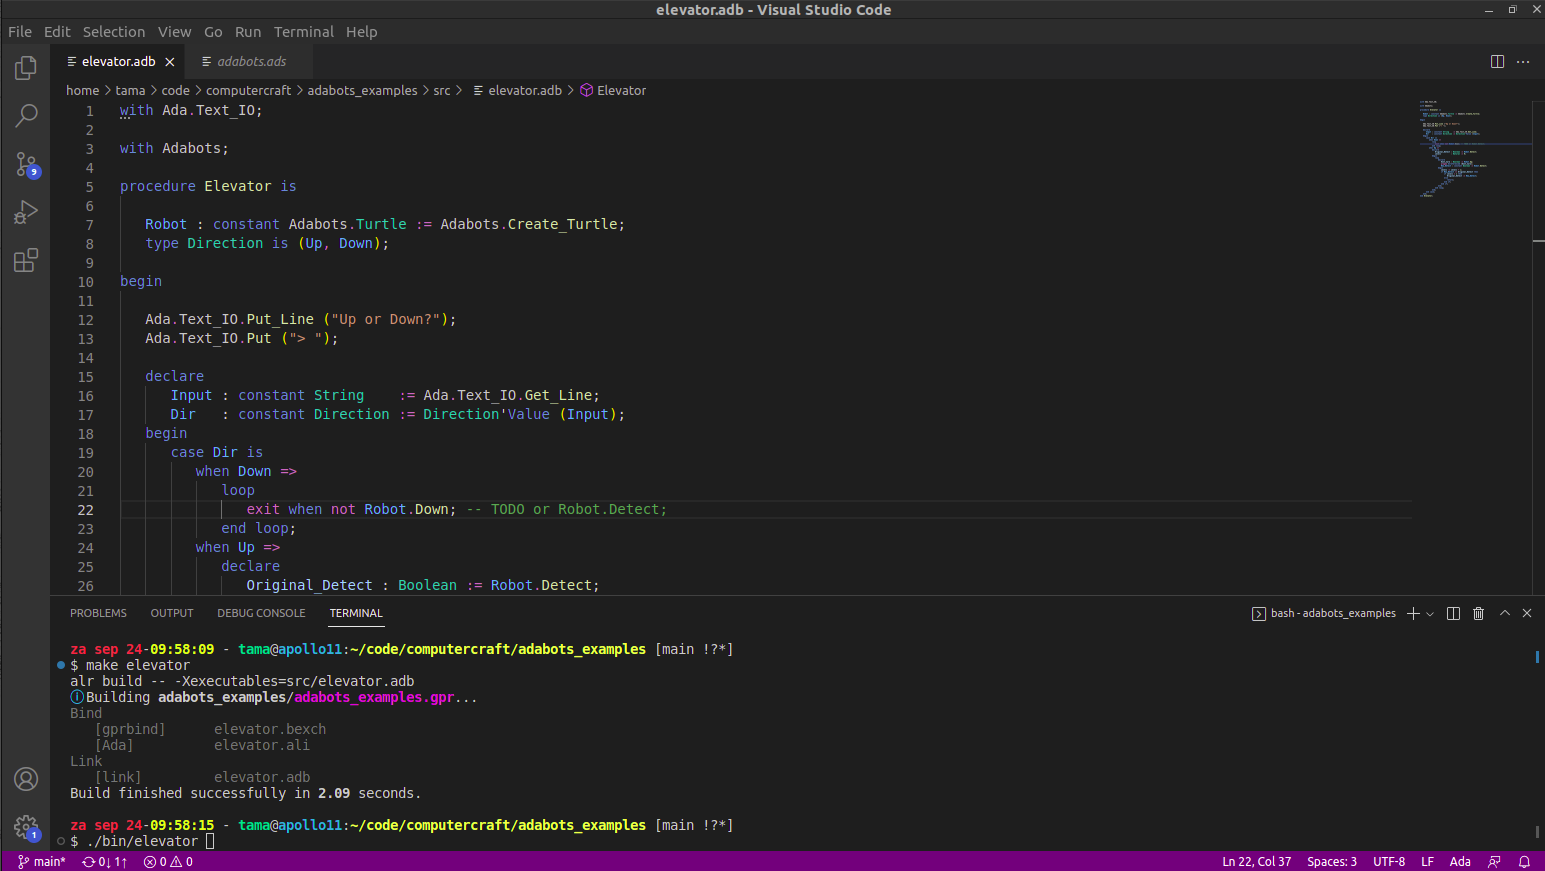 elevator.adb - Visual Studio Code
File Edit Selection View Go Run Terminal Help
elevator.adb adabots.ads
home > tama > code > computercraft > adabots_examples > src > elevator.adb > Elevator
1 with Ada.Text_IO;
2
3 with Adabots;
4
5 procedure Elevator is
6
7 Robot : constant Adabots.Turtle := Adabots.Create_Turtle;
8 type Direction is (Up, Down);
9
10 begin
11
12 Ada.Text_IO.Put_Line ("Up or Down?");
13 Ada.Text_IO.Put ("> ");
14
15 declare
16 Input : constant String    := Ada.Text_IO.Get_Line;
17 Dir   : constant Direction := Direction'Value (Input);
18 begin
19 case Dir is
20 when Down =>
21 loop
22 exit when not Robot.Down; -- TODO or Robot.Detect;
23 end loop;
24 when Up =>
25 declare
26 Original_Detect : Boolean := Robot.Detect;
9
PROBLEMS OUTPUT DEBUG CONSOLE TERMINAL bash - adabots_examples
za sep 24-09:58:09 - tama@apollo11:~/code/computercraft/adabots_examples [main !?*]
$ make elevator
alr build -- -Xexecutables=src/elevator.adb
Building adabots_examples/adabots_examples.gpr...
Bind
[gprbind]      elevator.bexch
[Ada]          elevator.ali
Link
[link]         elevator.adb
Build finished successfully in 2.09 seconds.
za sep 24-09:58:15 - tama@apollo11:~/code/computercraft/adabots_examples [main !?*]
$ ./bin/elevator
1
main* 0↓ 1↑ 0 0 Ln 22, Col 37 Spaces: 3 UTF-8 LF Ada